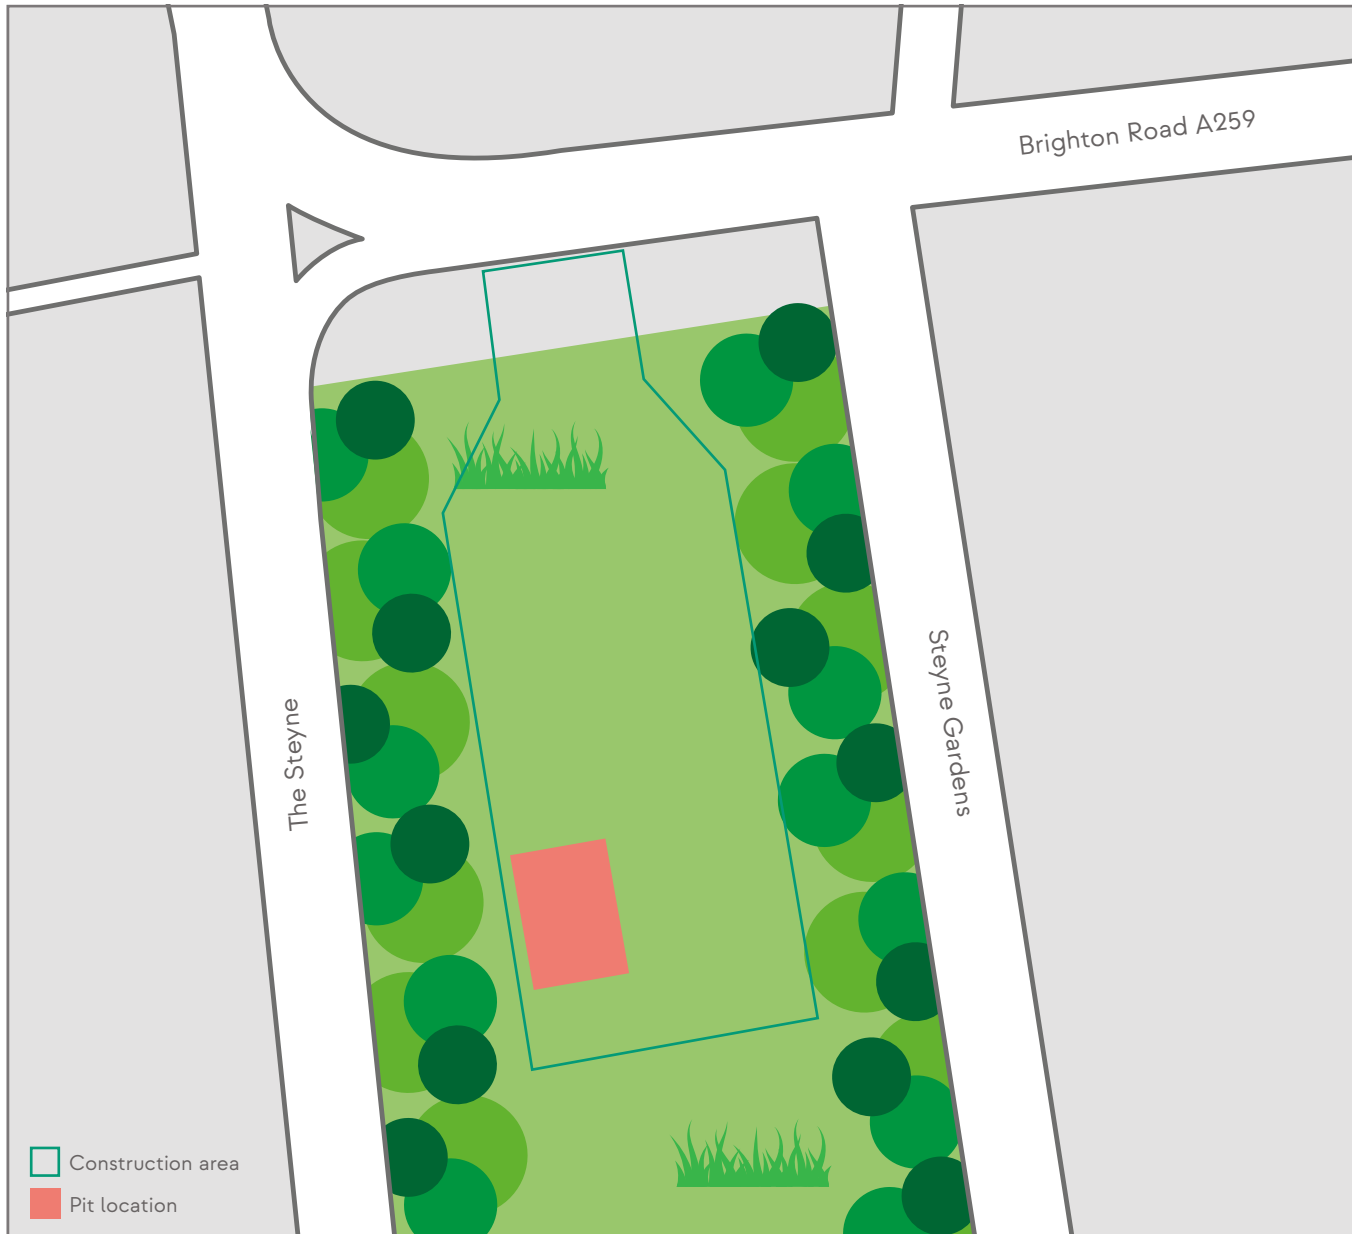 Brighton Road A259
Steyne Gardens
The Steyne
Construction area
Pit location